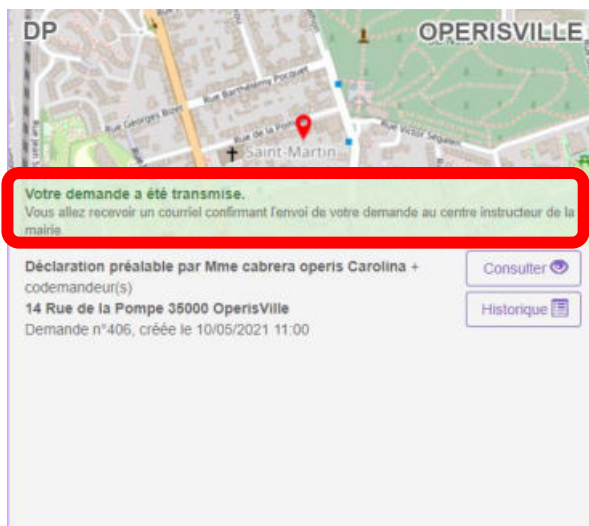 DP
OPERISVILLE
Rue Barthélemy Pocquet
Rue Georges Bizet
Rue de la Pompe
Rue Victor Ségalen
Saint-Martin
Votre demande a été transmise.
Vous allez recevoir un courriel confirmant l'envoi de votre demande au centre instructeur de la
mairie
Déclaration préalable par Mme cabrera operis Carolina +
codemandeur(s)
Consulter
14 Rue de la Pompe 35000 OperisVille
Historique
Demande n°406, créée le 10/05/2021 11:00